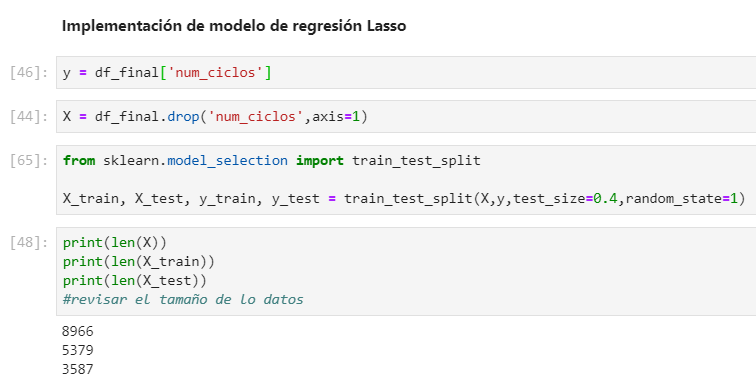 Implementación de modelo de regresión Lasso
[46]: y = df_final['num_ciclos']
[44]: X = df_final.drop('num_ciclos',axis=1)
[65]: from sklearn.model_selection import train_test_split
X_train, X_test, y_train, y_test = train_test_split(X,y,test_size=0.4,random_state=1)
[48]: print(len(X))
print(len(X_train))
print(len(X_test))
#revisar el tamaño de lo datos
8966
5379
3587